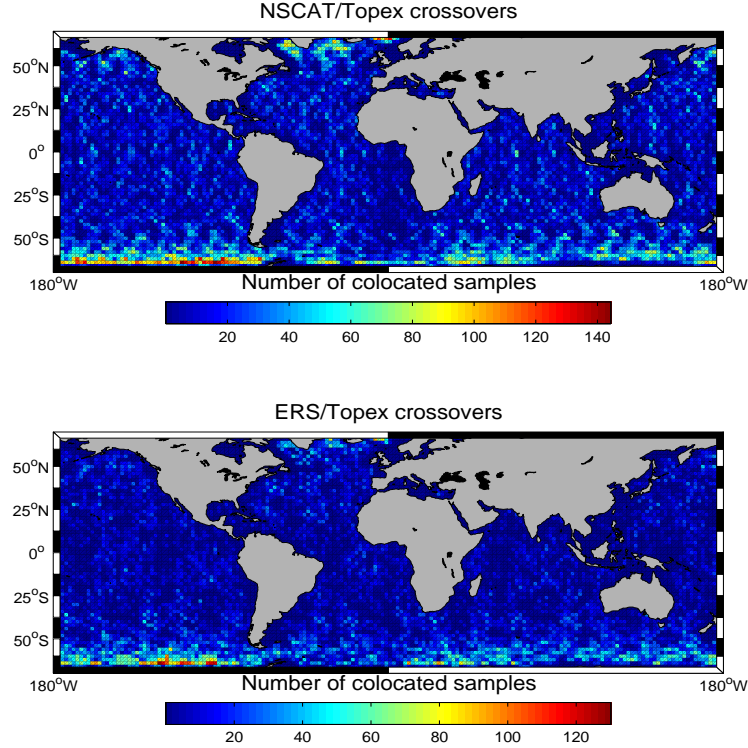 NSCAT/Topex crossovers
50°N
25°N
0°
25°S
50°S
180°W 180°W
Number of colocated samples
20 40 60 80 100 120 140
ERS/Topex crossovers
50°N
25°N
0°
25°S
50°S
180°W 180°W
Number of colocated samples
20 40 60 80 100 120